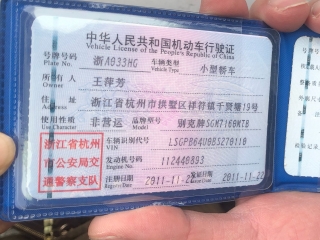 中华人民共和国机动车行驶证
Vehicle License of the People's Republic of China
号牌号码 浙A033HG 车辆类型 小型轿车
Plate No. Vehicle Type
所有人 王萍芳
Owner
住址 浙江省杭州市拱墅区祥符镇千贤塘19号
Address
使用性质 非营运 品牌型号 别克牌SGM7160MTB
Use Character Model
浙江省杭州
市公安局交
通警察支队
车辆识别代号 LSGPB64U0BS270110
VIN
发动机号码 112440893
Engine No.
注册日期 2011-11-22 发证日期 2011-11-22
Register Date Issue Date